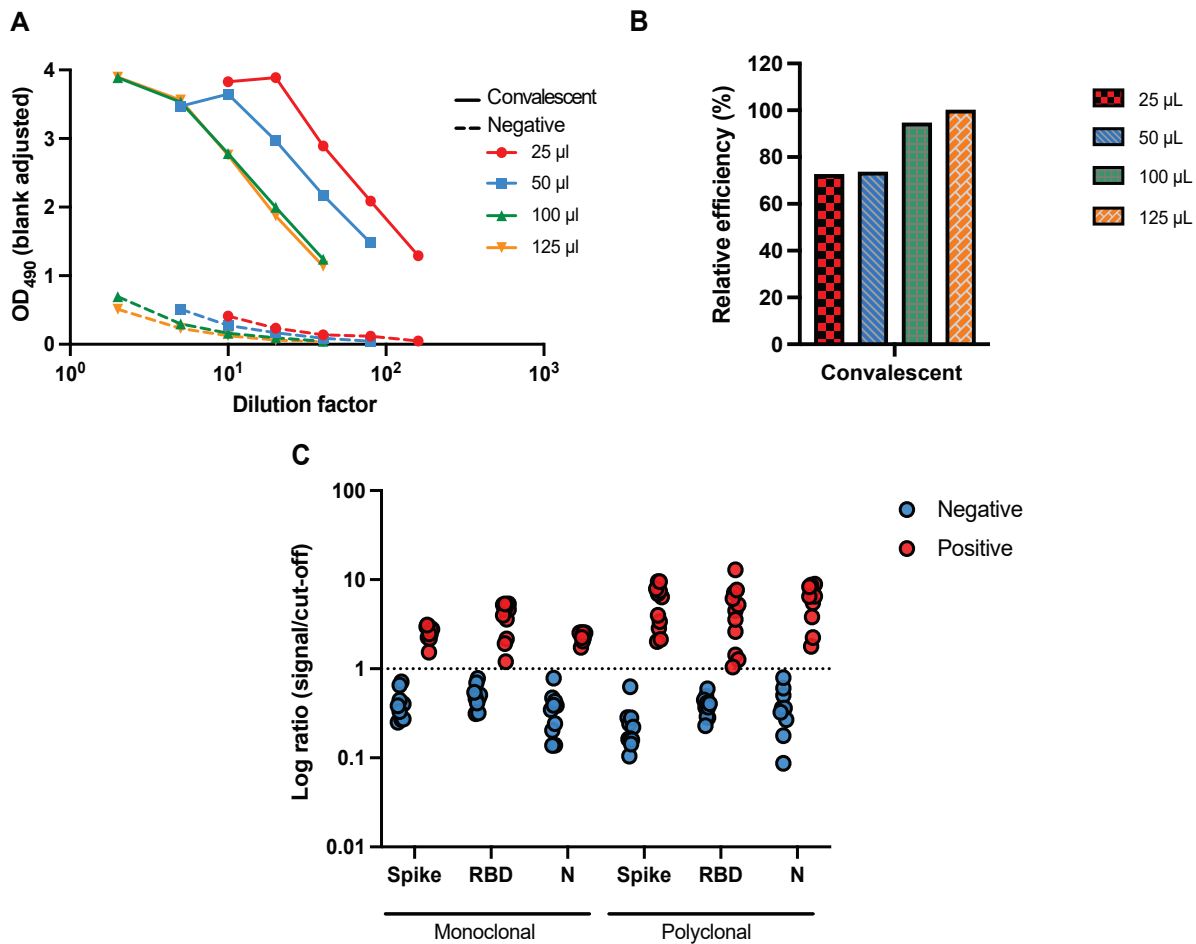 A
OD490 (blank adjusted)
4
3
2
1
0
10^0
10^1
10^2
10^3
Dilution factor
Convalescent
Negative
25 µl
50 µl
100 µl
125 µl
B
Relative efficiency (%)
120
100
80
60
40
20
0
Convalescent
25 µL
50 µL
100 µL
125 µL
C
Log ratio (signal/cut-off)
100
10
1
0.1
0.01
Spike RBD N Spike RBD N
Monoclonal Polyclonal
Negative
Positive